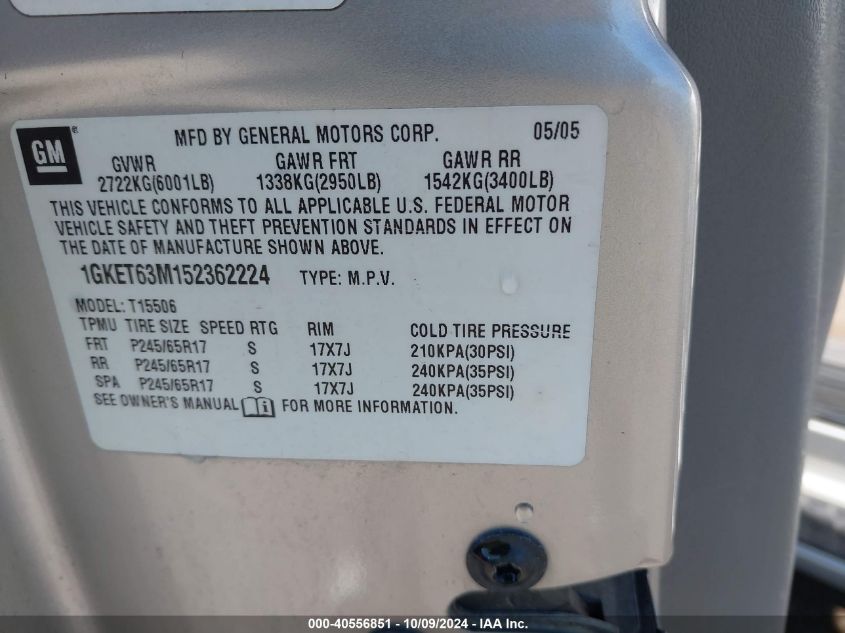 GM
MFD BY GENERAL MOTORS CORP. 05/05
GVWR GAWR FRT GAWR RR
2722KG(6001LB) 1338KG(2950LB) 1542KG(3400LB)
THIS VEHICLE CONFORMS TO ALL APPLICABLE U.S. FEDERAL MOTOR
VEHICLE SAFETY AND THEFT PREVENTION STANDARDS IN EFFECT ON
THE DATE OF MANUFACTURE SHOWN ABOVE.
1GKET63M152362224 TYPE: M.P.V.
MODEL: T15506
TPMU TIRE SIZE SPEED RTG RIM COLD TIRE PRESSURE
FRT P245/65R17 S 17X7J 210KPA(30PSI)
RR P245/65R17 S 17X7J 240KPA(35PSI)
SPA P245/65R17 S 17X7J 240KPA(35PSI)
SEE OWNER'S MANUAL FOR MORE INFORMATION.
000-40556851 - 10/09/2024 - IAA Inc.